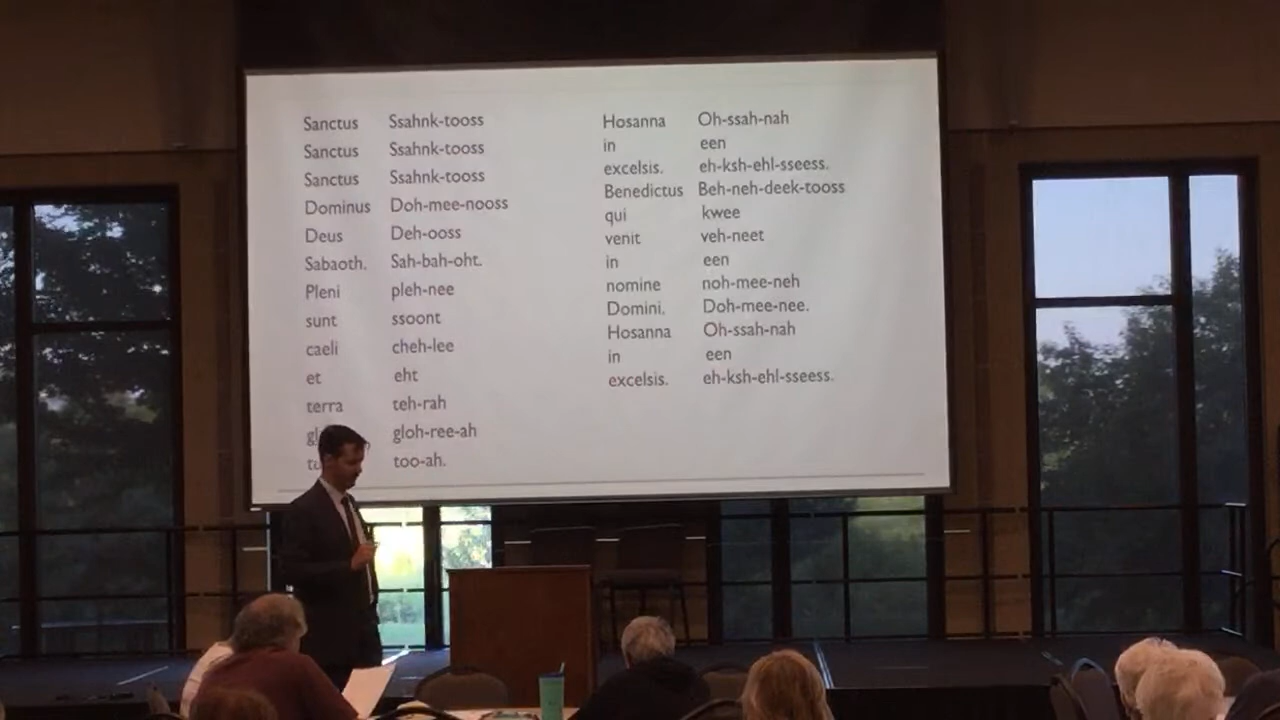 Sanctus Ssahnk-tooss
Sanctus Ssahnk-tooss
Sanctus Ssahnk-tooss
Dominus Doh-mee-nooss
Deus Deh-ooss
Sabaoth. Sah-bah-oht.
Pleni pleh-nee
sunt ssoont
caeli cheh-lee
et eht
terra teh-rah
gloh-ree-ah
too-ah.
Hosanna Oh-ssah-nah
in een
excelsis. eh-ksh-ehl-sseess.
Benedictus Beh-neh-deek-tooss
qui kwee
venit veh-neet
in een
nomine noh-mee-neh
Domini. Doh-mee-nee.
Hosanna Oh-ssah-nah
in een
excelsis. eh-ksh-ehl-sseess.